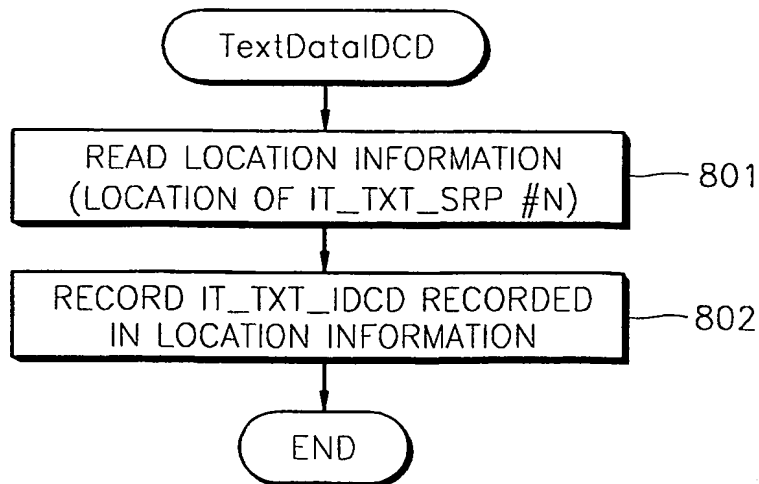 TextDataIDCD
READ LOCATION INFORMATION
(LOCATION OF IT_TXT_SRP #N)
801
RECORD IT_TXT_IDCD RECORDED
IN LOCATION INFORMATION
802
END